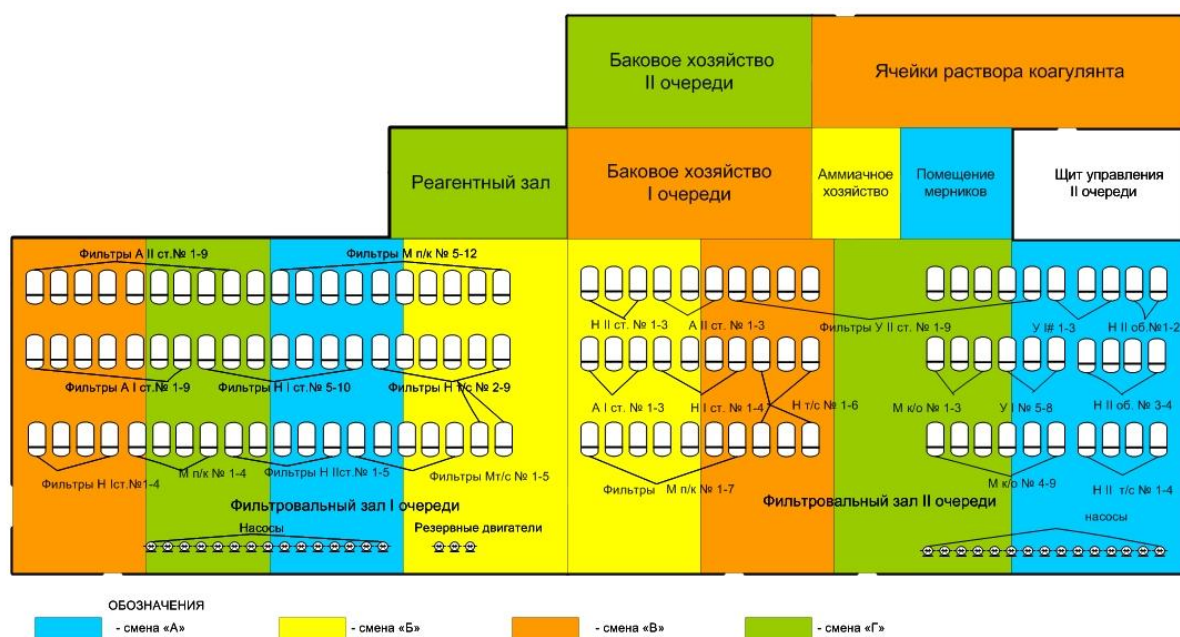 Баковое хозяйство
II очереди
Ячейки раствора коагулянта
Реагентный зал
Баковое хозяйство
I очереди
Аммиачное
хозяйство
Помещение
мерников
Щит управления
II очереди
Фильтры А II ст.№ 1-9
Фильтры М п/к № 5-12
Н II ст. № 1-3
А II ст. № 1-3
Фильтры У II ст. № 1-9
У I# 1-3
Н II об.№1-2
Фильтры А I ст.№ 1-9
Фильтры Н I ст.№ 5-10
Фильтры Н т/с № 2-9
А I ст. № 1-3
Н I ст. № 1-4
Н т/с № 1-6
М к/о № 1-3
У I № 5-8
Н II об. № 3-4
Фильтры Н Iст.№1-4
М п/к № 1-4
Фильтры Н IIст.№ 1-5
Фильтры Мт/с № 1-5
Фильтры М п/к № 1-7
М к/о № 4-9
Н II т/с № 1-4
Фильтровальный зал I очереди
Фильтровальный зал II очереди
Насосы
Резервные двигатели
насосы
ОБОЗНАЧЕНИЯ
- смена «А»
- смена «Б»
- смена «В»
- смена «Г»